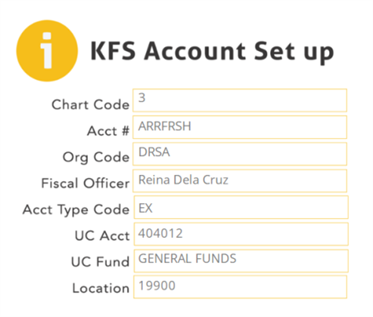 i
KFS Account Set up
Chart Code 3
Acct # ARRFRSH
Org Code DRSA
Fiscal Officer Reina Dela Cruz
Acct Type Code EX
UC Acct 404012
UC Fund GENERAL FUNDS
Location 19900